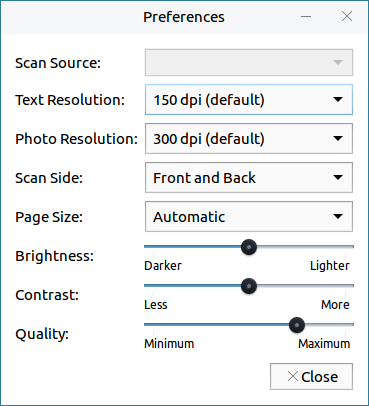 Preferences
Scan Source:
Text Resolution: 150 dpi (default)
Photo Resolution: 300 dpi (default)
Scan Side: Front and Back
Page Size: Automatic
Brightness:
Darker Lighter
Contrast:
Less More
Quality:
Minimum Maximum
Close